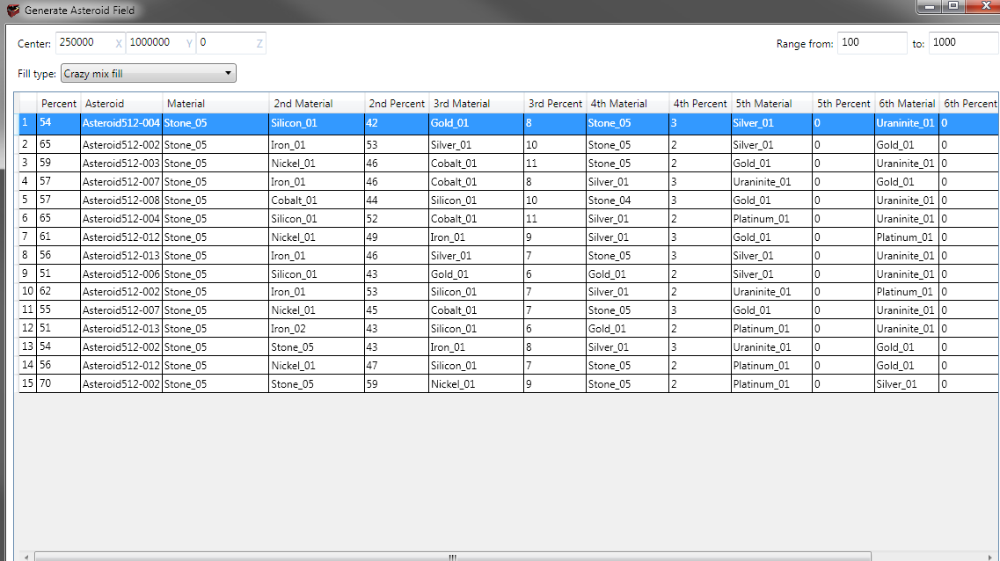 Generate Asteroid Field
Center: 250000 X 1000000 Y 0 Z Range from: 100 to: 1000
Fill type: Crazy mix fill
Percent Asteroid Material 2nd Material 2nd Percent 3rd Material 3rd Percent 4th Material 4th Percent 5th Material 5th Percent 6th Material 6th Percent
1 54 Asteroid512-004 Stone_05 Silicon_01 42 Gold_01 8 Stone_05 3 Silver_01 0 Uraninite_01 0
2 65 Asteroid512-002 Stone_05 Iron_01 53 Silver_01 10 Stone_05 2 Silver_01 0 Gold_01 0
3 59 Asteroid512-003 Stone_05 Nickel_01 46 Cobalt_01 11 Stone_05 2 Gold_01 0 Uraninite_01 0
4 57 Asteroid512-007 Stone_05 Iron_01 46 Cobalt_01 8 Silver_01 3 Uraninite_01 0 Gold_01 0
5 57 Asteroid512-008 Stone_05 Cobalt_01 44 Silicon_01 10 Stone_04 3 Gold_01 0 Uraninite_01 0
6 65 Asteroid512-004 Stone_05 Silicon_01 52 Cobalt_01 11 Silver_01 2 Platinum_01 0 Uraninite_01 0
7 61 Asteroid512-012 Stone_05 Nickel_01 49 Iron_01 9 Silver_01 3 Gold_01 0 Platinum_01 0
8 56 Asteroid512-013 Stone_05 Iron_01 46 Silver_01 7 Stone_05 3 Silver_01 0 Uraninite_01 0
9 51 Asteroid512-006 Stone_05 Silicon_01 43 Gold_01 6 Gold_01 2 Silver_01 0 Uraninite_01 0
10 62 Asteroid512-002 Stone_05 Iron_01 53 Silicon_01 7 Silver_01 2 Uraninite_01 0 Platinum_01 0
11 55 Asteroid512-007 Stone_05 Nickel_01 45 Cobalt_01 7 Stone_05 3 Gold_01 0 Uraninite_01 0
12 51 Asteroid512-013 Stone_05 Iron_02 43 Silicon_01 6 Gold_01 2 Platinum_01 0 Uraninite_01 0
13 54 Asteroid512-002 Stone_05 Stone_05 43 Iron_01 8 Silver_01 3 Uraninite_01 0 Gold_01 0
14 56 Asteroid512-012 Stone_05 Nickel_01 47 Silicon_01 7 Stone_05 2 Platinum_01 0 Gold_01 0
15 70 Asteroid512-002 Stone_05 Stone_05 59 Nickel_01 9 Stone_05 2 Platinum_01 0 Silver_01 0